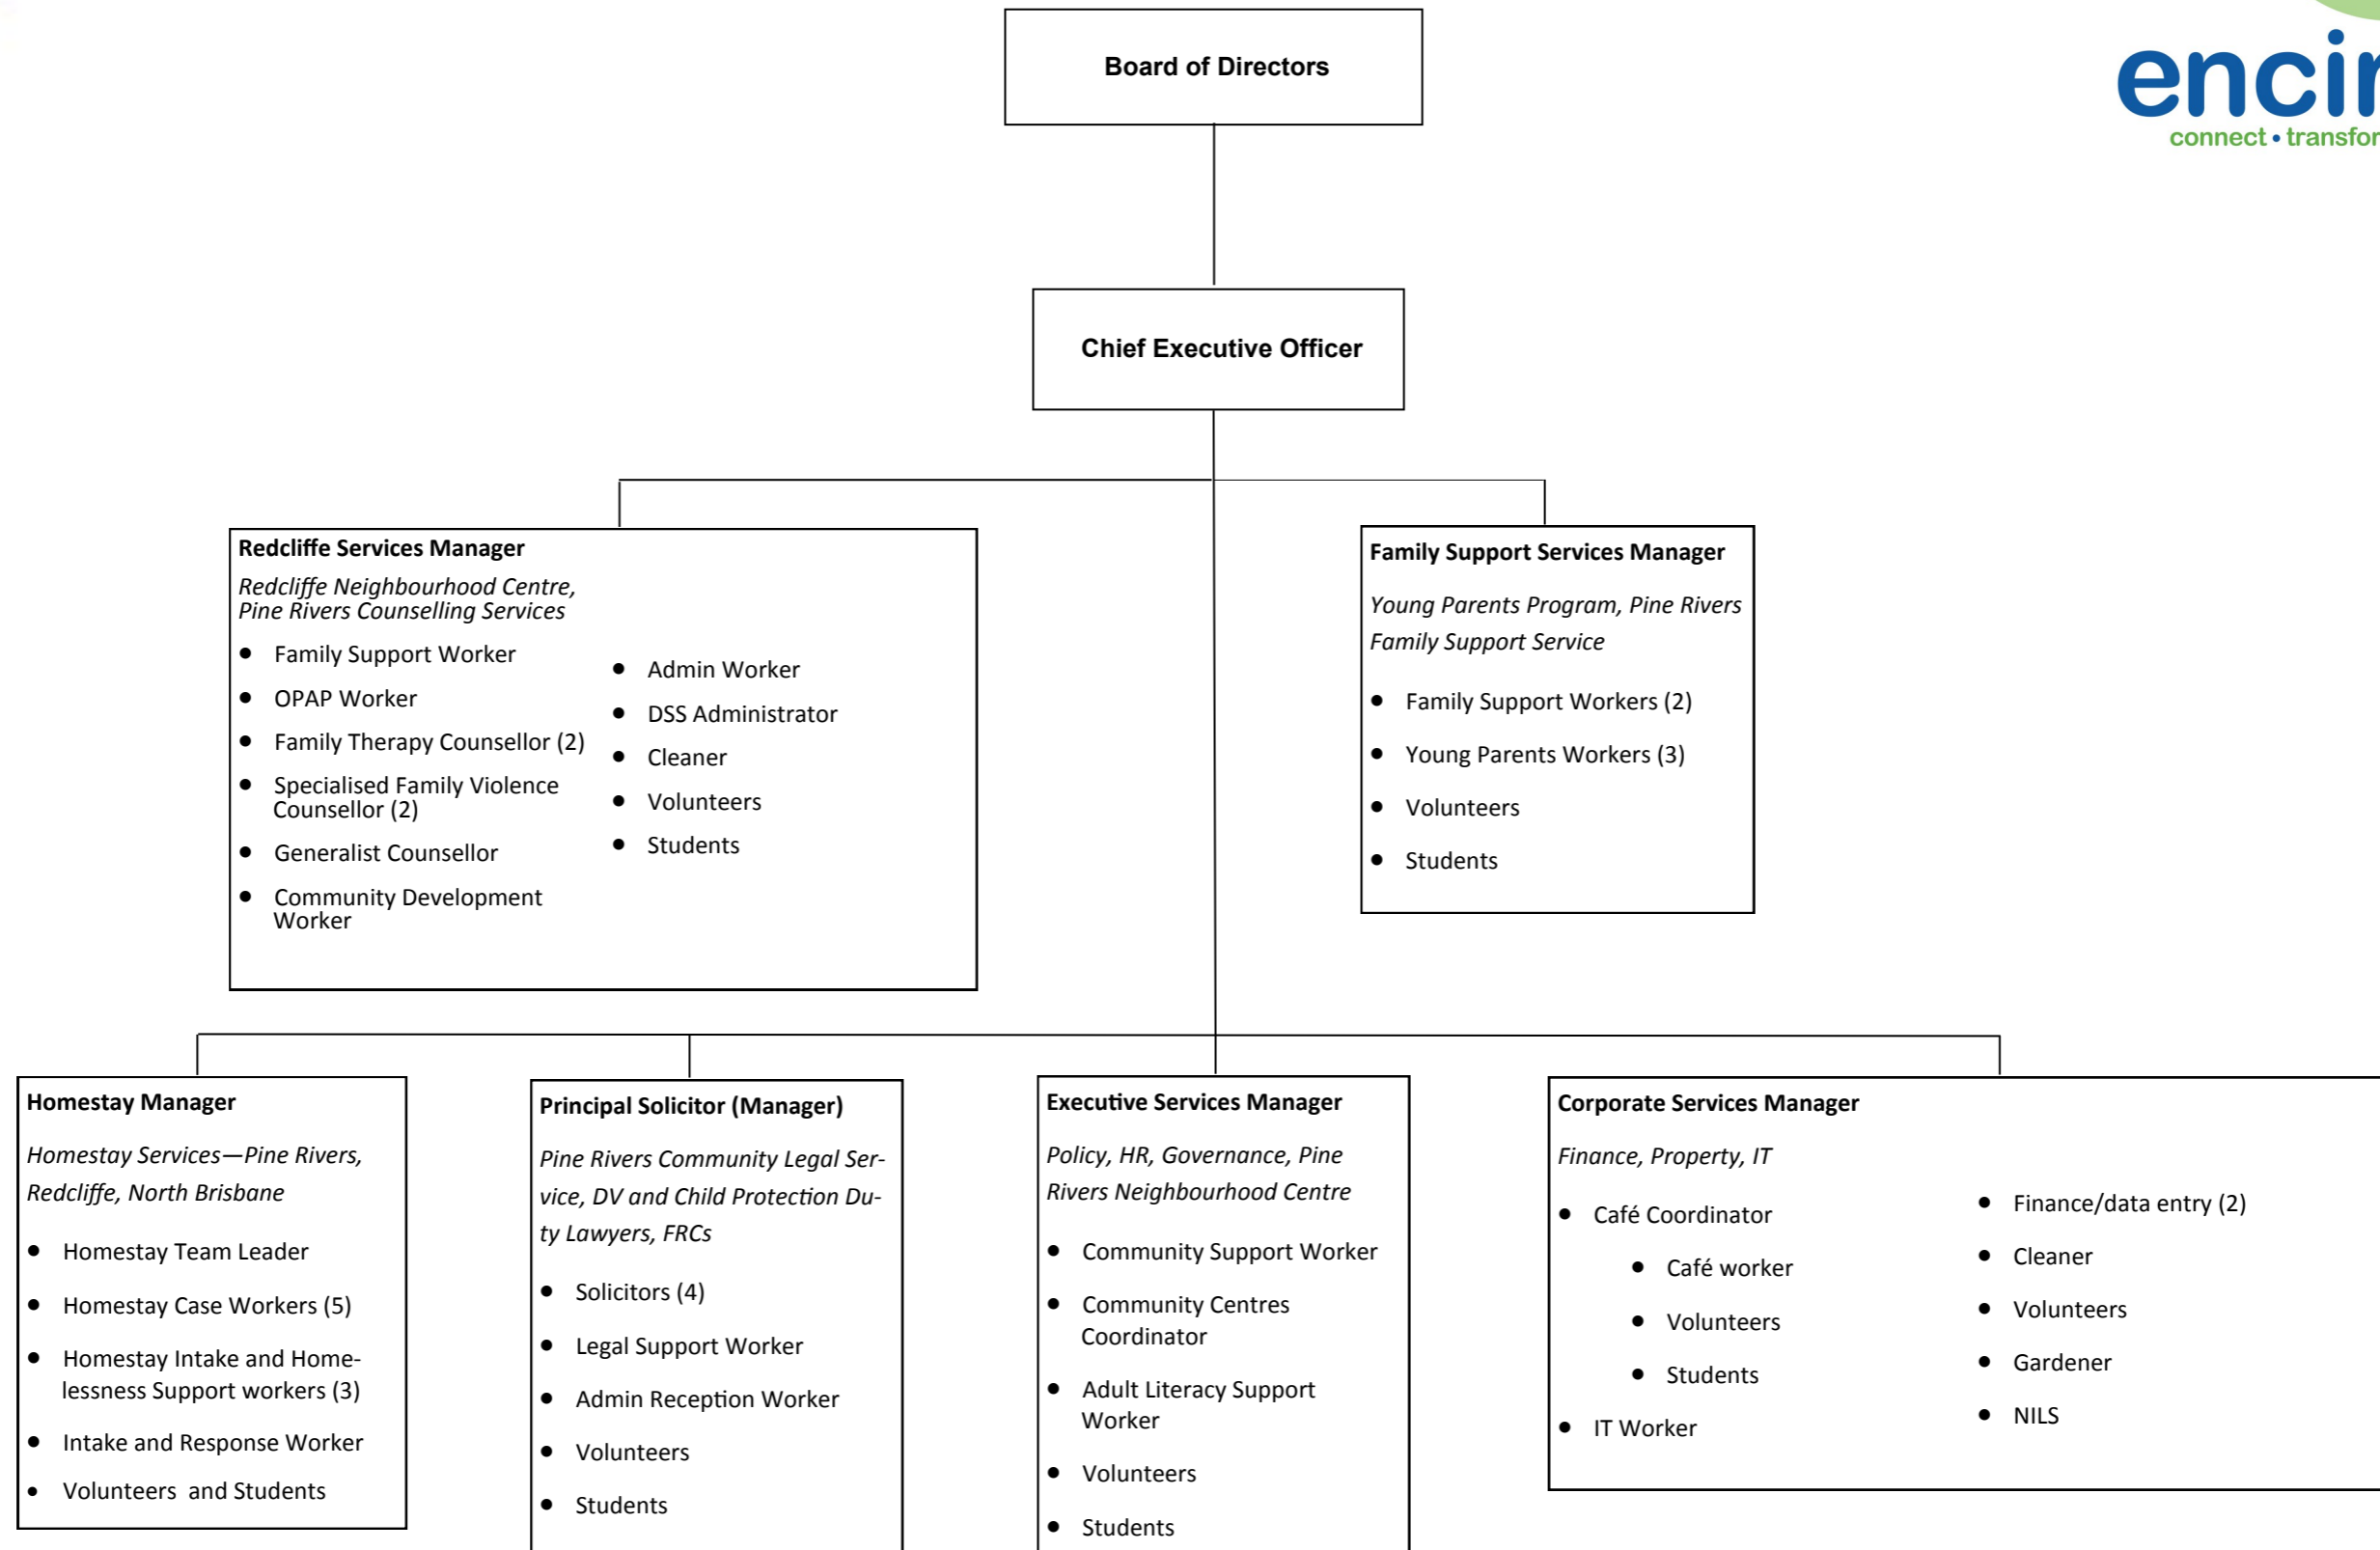 Board of Directors
connect • transfor
Chief Executive Officer
Redcliffe Services Manager
Redcliffe Neighbourhood Centre,
Pine Rivers Counselling Services
• Family Support Worker
• OPAP Worker
• Family Therapy Counsellor (2)
• Specialised Family Violence
Counsellor (2)
• Generalist Counsellor
• Community Development
Worker
• Admin Worker
• DSS Administrator
• Cleaner
• Volunteers
• Students
Family Support Services Manager
Young Parents Program, Pine Rivers
Family Support Service
• Family Support Workers (2)
• Young Parents Workers (3)
• Volunteers
• Students
Homestay Manager
Homestay Services—Pine Rivers,
Redcliffe, North Brisbane
• Homestay Team Leader
• Homestay Case Workers (5)
• Homestay Intake and Home-
lessness Support workers (3)
• Intake and Response Worker
• Volunteers and Students
Principal Solicitor (Manager)
Pine Rivers Community Legal Ser-
vice, DV and Child Protection Du-
ty Lawyers, FRCs
• Solicitors (4)
• Legal Support Worker
• Admin Reception Worker
• Volunteers
• Students
Executive Services Manager
Policy, HR, Governance, Pine
Rivers Neighbourhood Centre
• Community Support Worker
• Community Centres
Coordinator
• Adult Literacy Support
Worker
• Volunteers
• Students
Corporate Services Manager
Finance, Property, IT
• Café Coordinator
• Café worker
• Volunteers
• Students
• IT Worker
• Finance/data entry (2)
• Cleaner
• Volunteers
• Gardener
• NILS